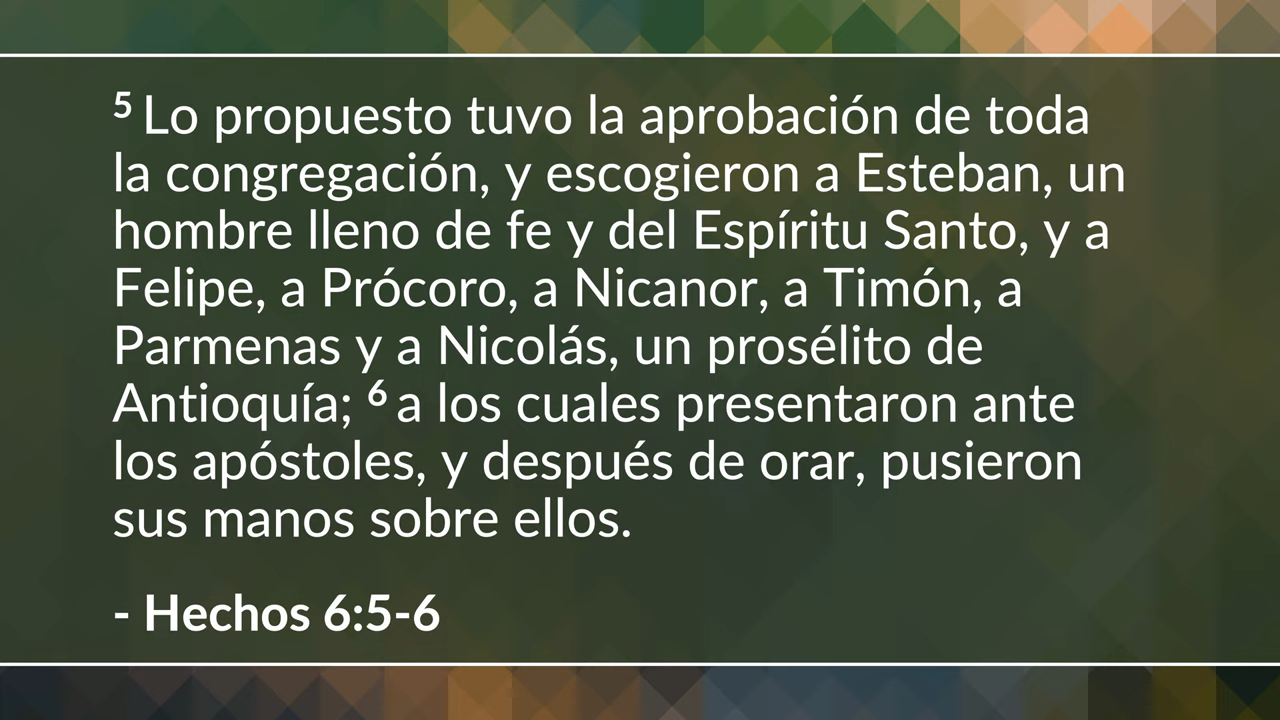 5 Lo propuesto tuvo la aprobación de toda
la congregación, y escogieron a Esteban, un
hombre lleno de fe y del Espíritu Santo, y a
Felipe, a Prócoro, a Nicanor, a Timón, a
Parmenas y a Nicolás, un prosélito de
Antioquía; 6 a los cuales presentaron ante
los apóstoles, y después de orar, pusieron
sus manos sobre ellos.
- Hechos 6:5-6